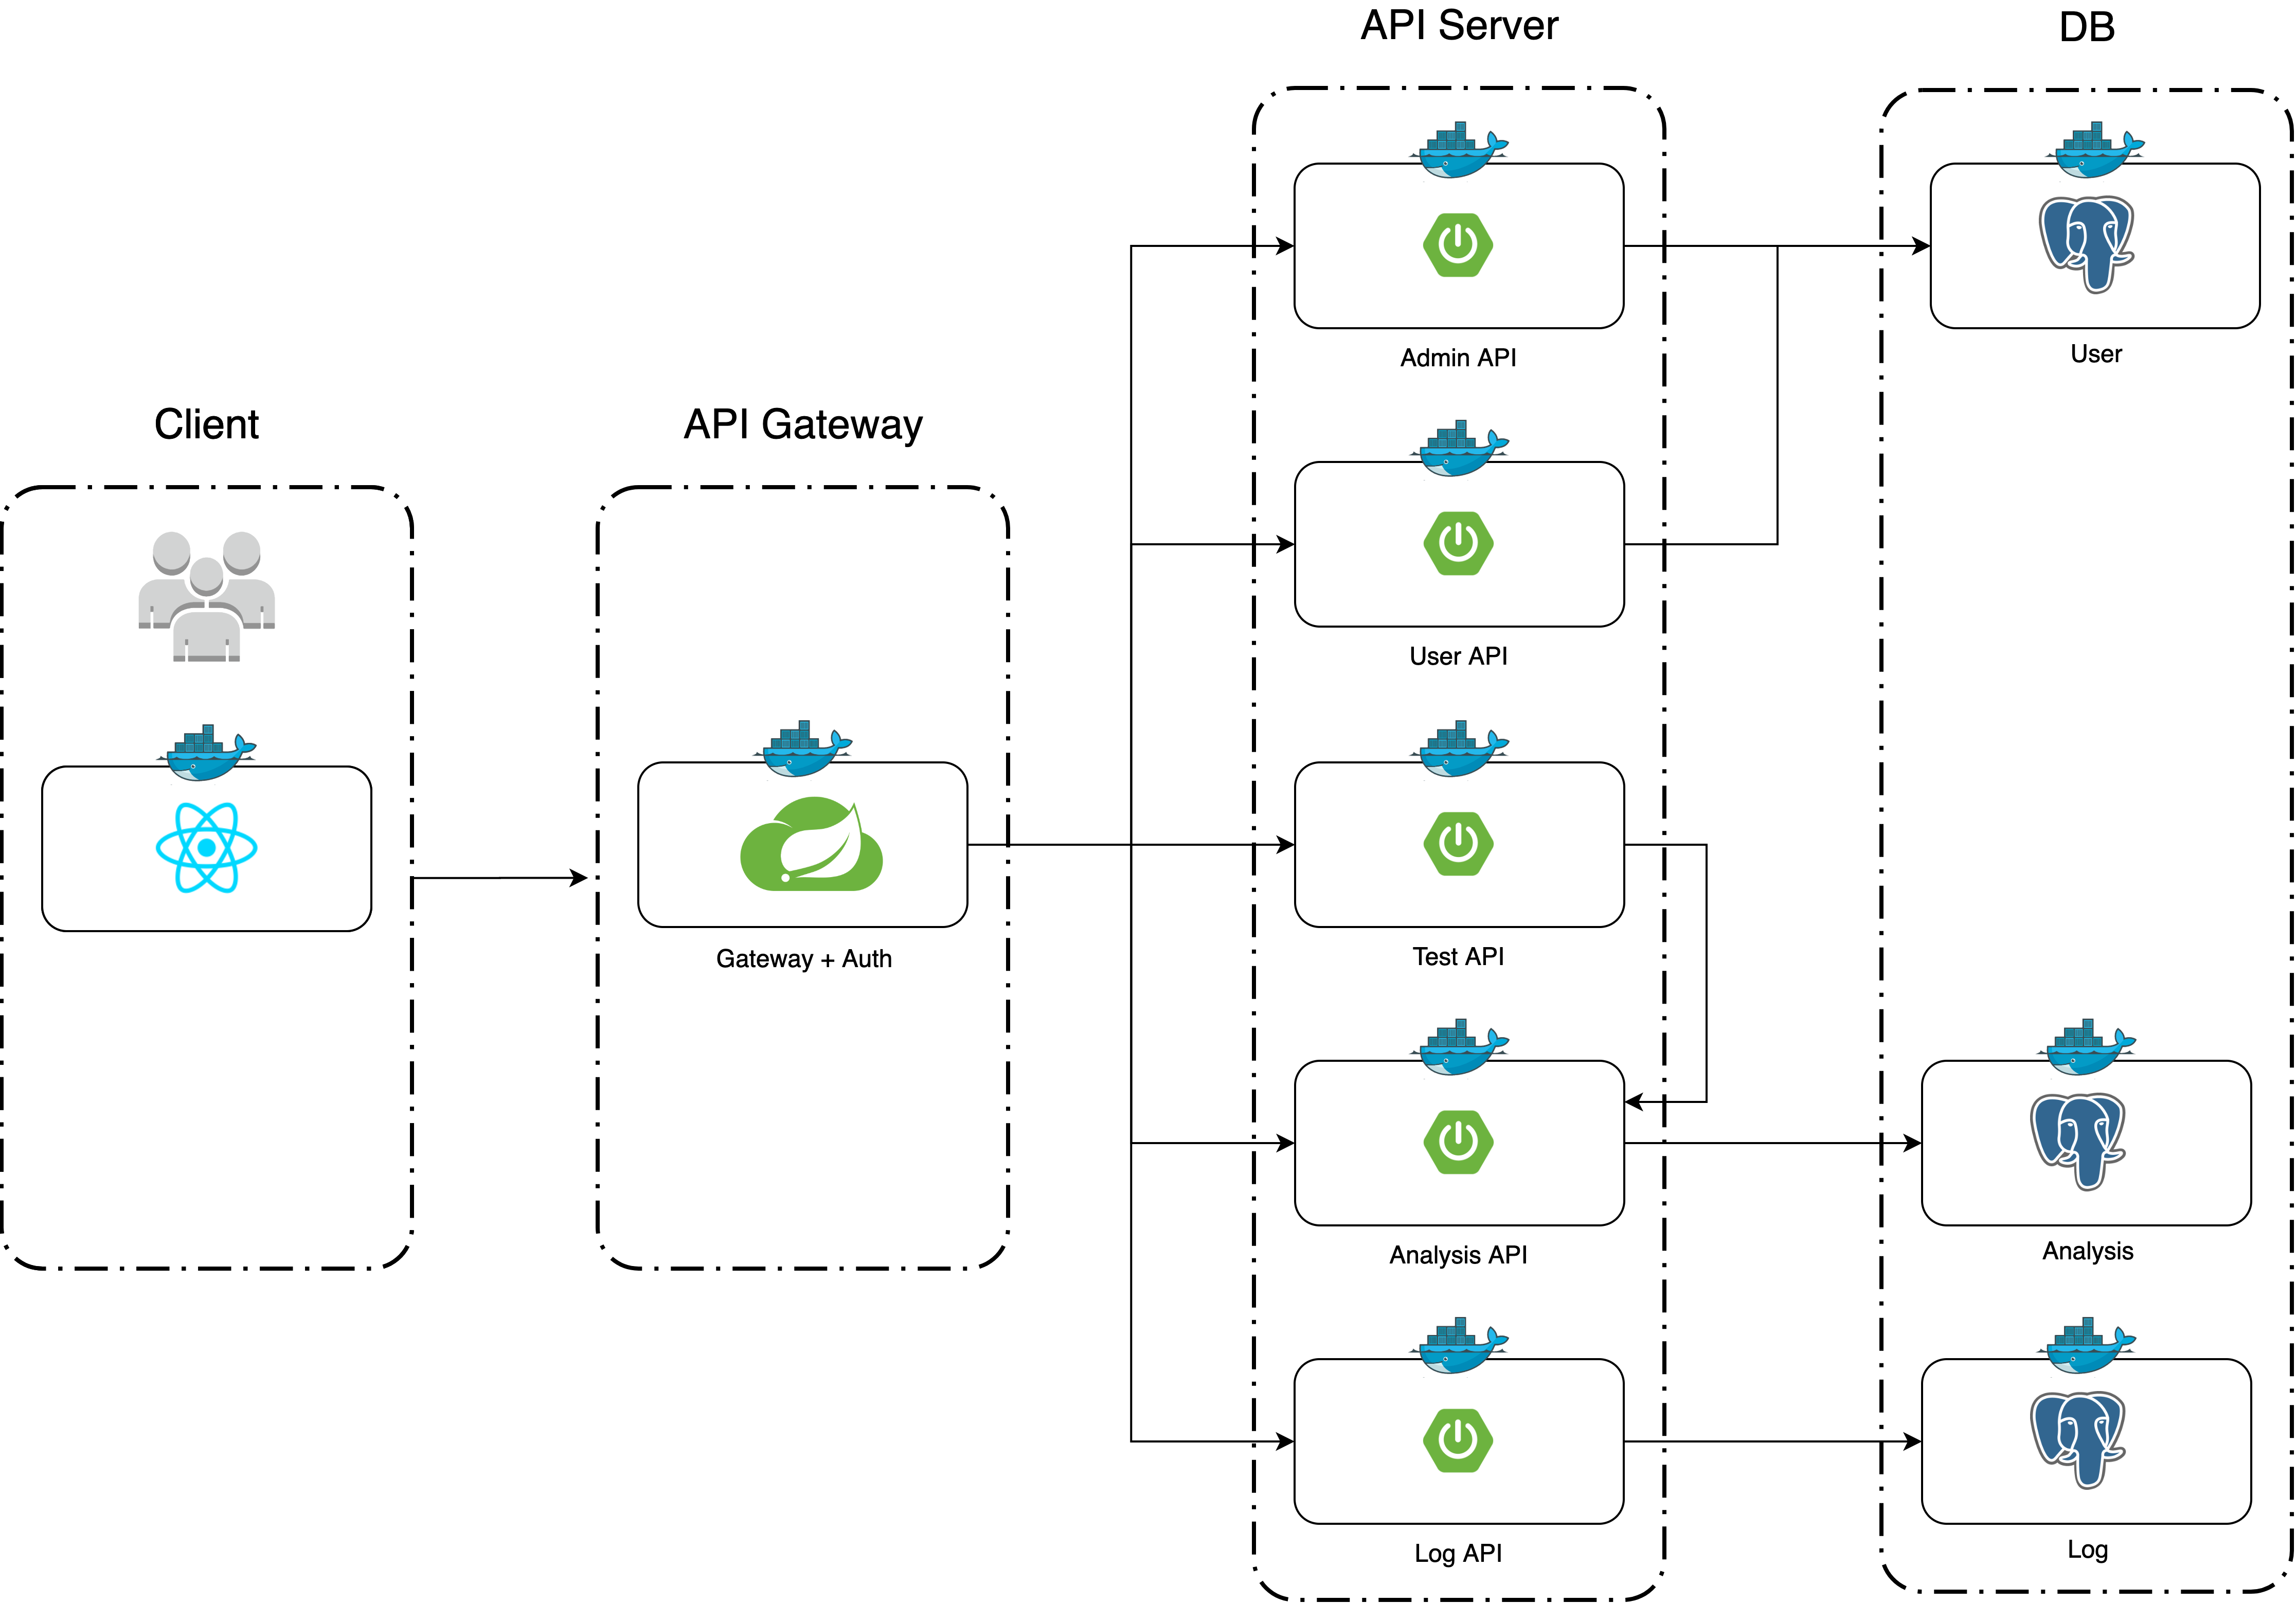 API Server
DB
Admin API
User
Client
API Gateway
User API
Gateway + Auth
Test API
Analysis API
Analysis
Log API
Log